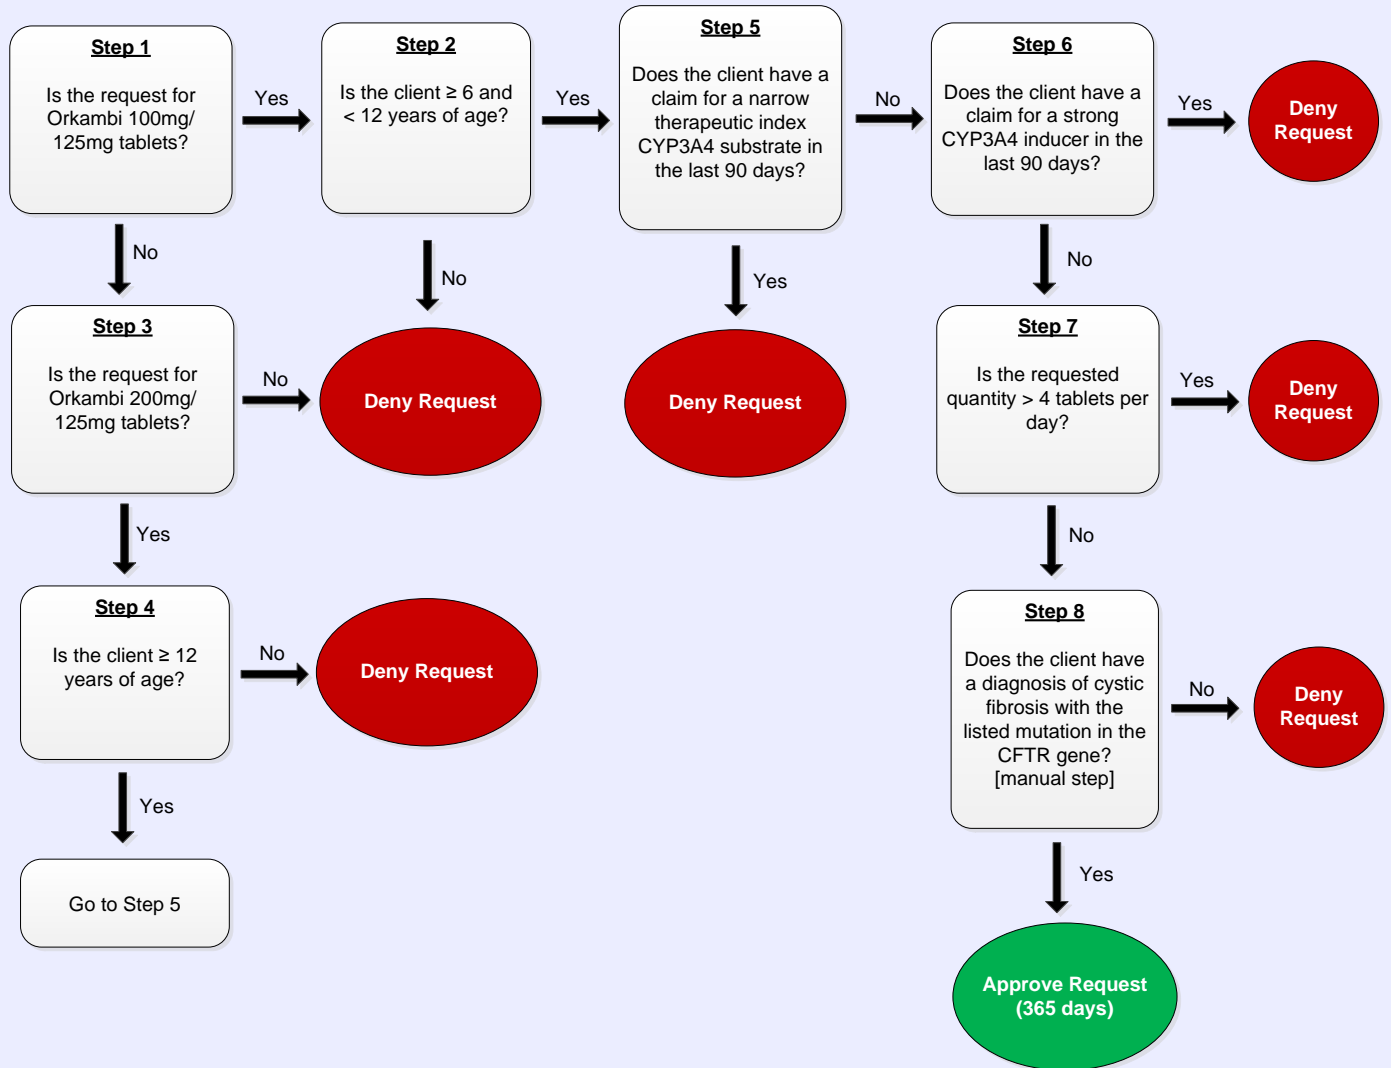 Step 1
Is the request for
Orkambi 100mg/
125mg tablets?
Yes
No
Step 2
Is the client ≥ 6 and
< 12 years of age?
Yes
No
Step 5
Does the client have a
claim for a narrow
therapeutic index
CYP3A4 substrate in
the last 90 days?
No
Yes
Step 6
Does the client have a
claim for a strong
CYP3A4 inducer in the
last 90 days?
Yes
No
Deny
Request
Step 3
Is the request for
Orkambi 200mg/
125mg tablets?
No
Yes
Deny Request
Deny Request
Step 7
Is the requested
quantity > 4 tablets per
day?
Yes
No
Deny
Request
Step 4
Is the client ≥ 12
years of age?
No
Yes
Deny Request
Step 8
Does the client have
a diagnosis of cystic
fibrosis with the
listed mutation in the
CFTR gene?
[manual step]
No
Yes
Deny
Request
Go to Step 5
Approve Request
(365 days)